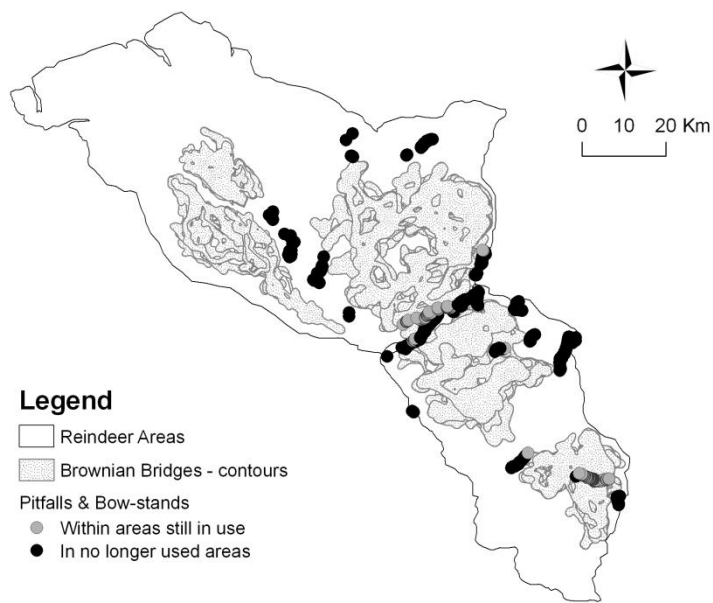 0 10 20 Km
Legend
Reindeer Areas
Brownian Bridges - contours
Pitfalls & Bow-stands
Within areas still in use
In no longer used areas